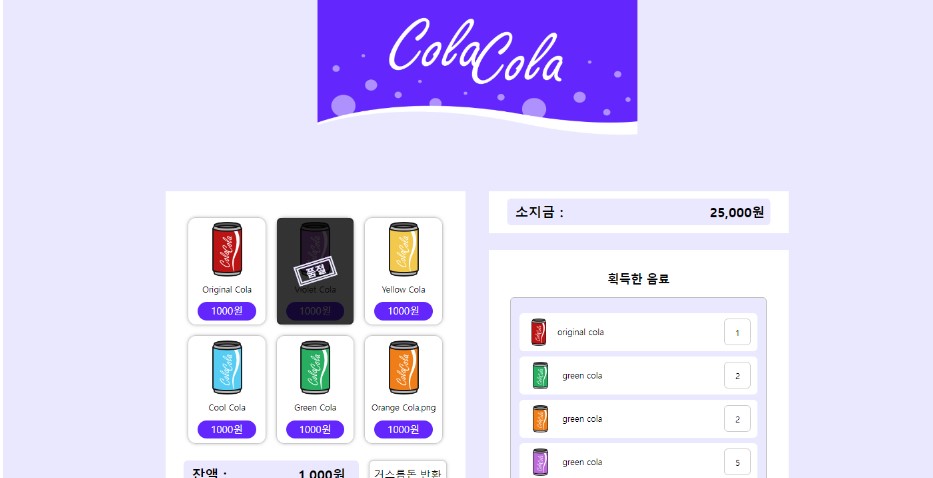 ColaCola
소지금 : 25,000원
획득한 음료
Original Cola
품절
Violet Cola
Yellow Cola
1000원
1000원
1000원
Cool Cola
Green Cola
Orange Cola.png
1000원
1000원
1000원
잔액 : 1,000원
거스름돈 반환
original cola 1
green cola 2
green cola 2
green cola 5